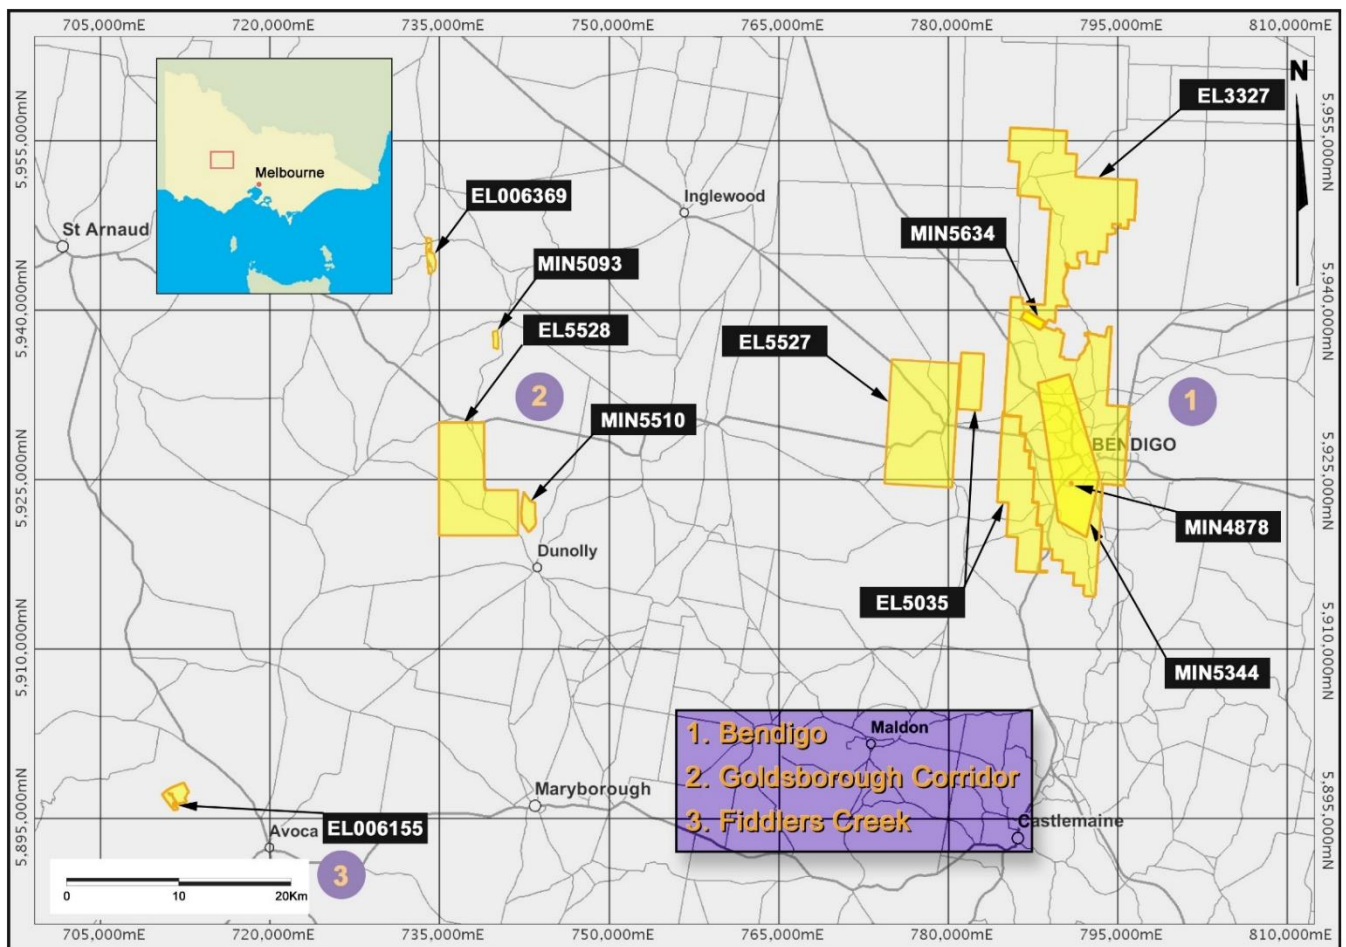 705,000mE
720,000mE
735,000mE
750,000mE
765,000mE
780,000mE
795,000mE
810,000mE
N
5,955,000mN
5,955,000mN
EL3327
Melbourne
EL006369
Inglewood
St Arnaud
MIN5634
MIN5093
5,940,000mN
5,940,000mN
EL5528
EL5527
2
1
MIN5510
BENDIGO
5,925,000mN
5,925,000mN
MIN4878
Dunolly
EL5035
5,910,000mN
5,910,000mN
MIN5344
1. Bendigo
Maldon
2. Goldsborough Corridor
Maryborough
3. Fiddlers Creek
Castlemaine
5,895,000mN
5,895,000mN
EL006155
Avoca
3
0 10 20Km
705,000mE
720,000mE
735,000mE
750,000mE
765,000mE
780,000mE
795,000mE
810,000mE